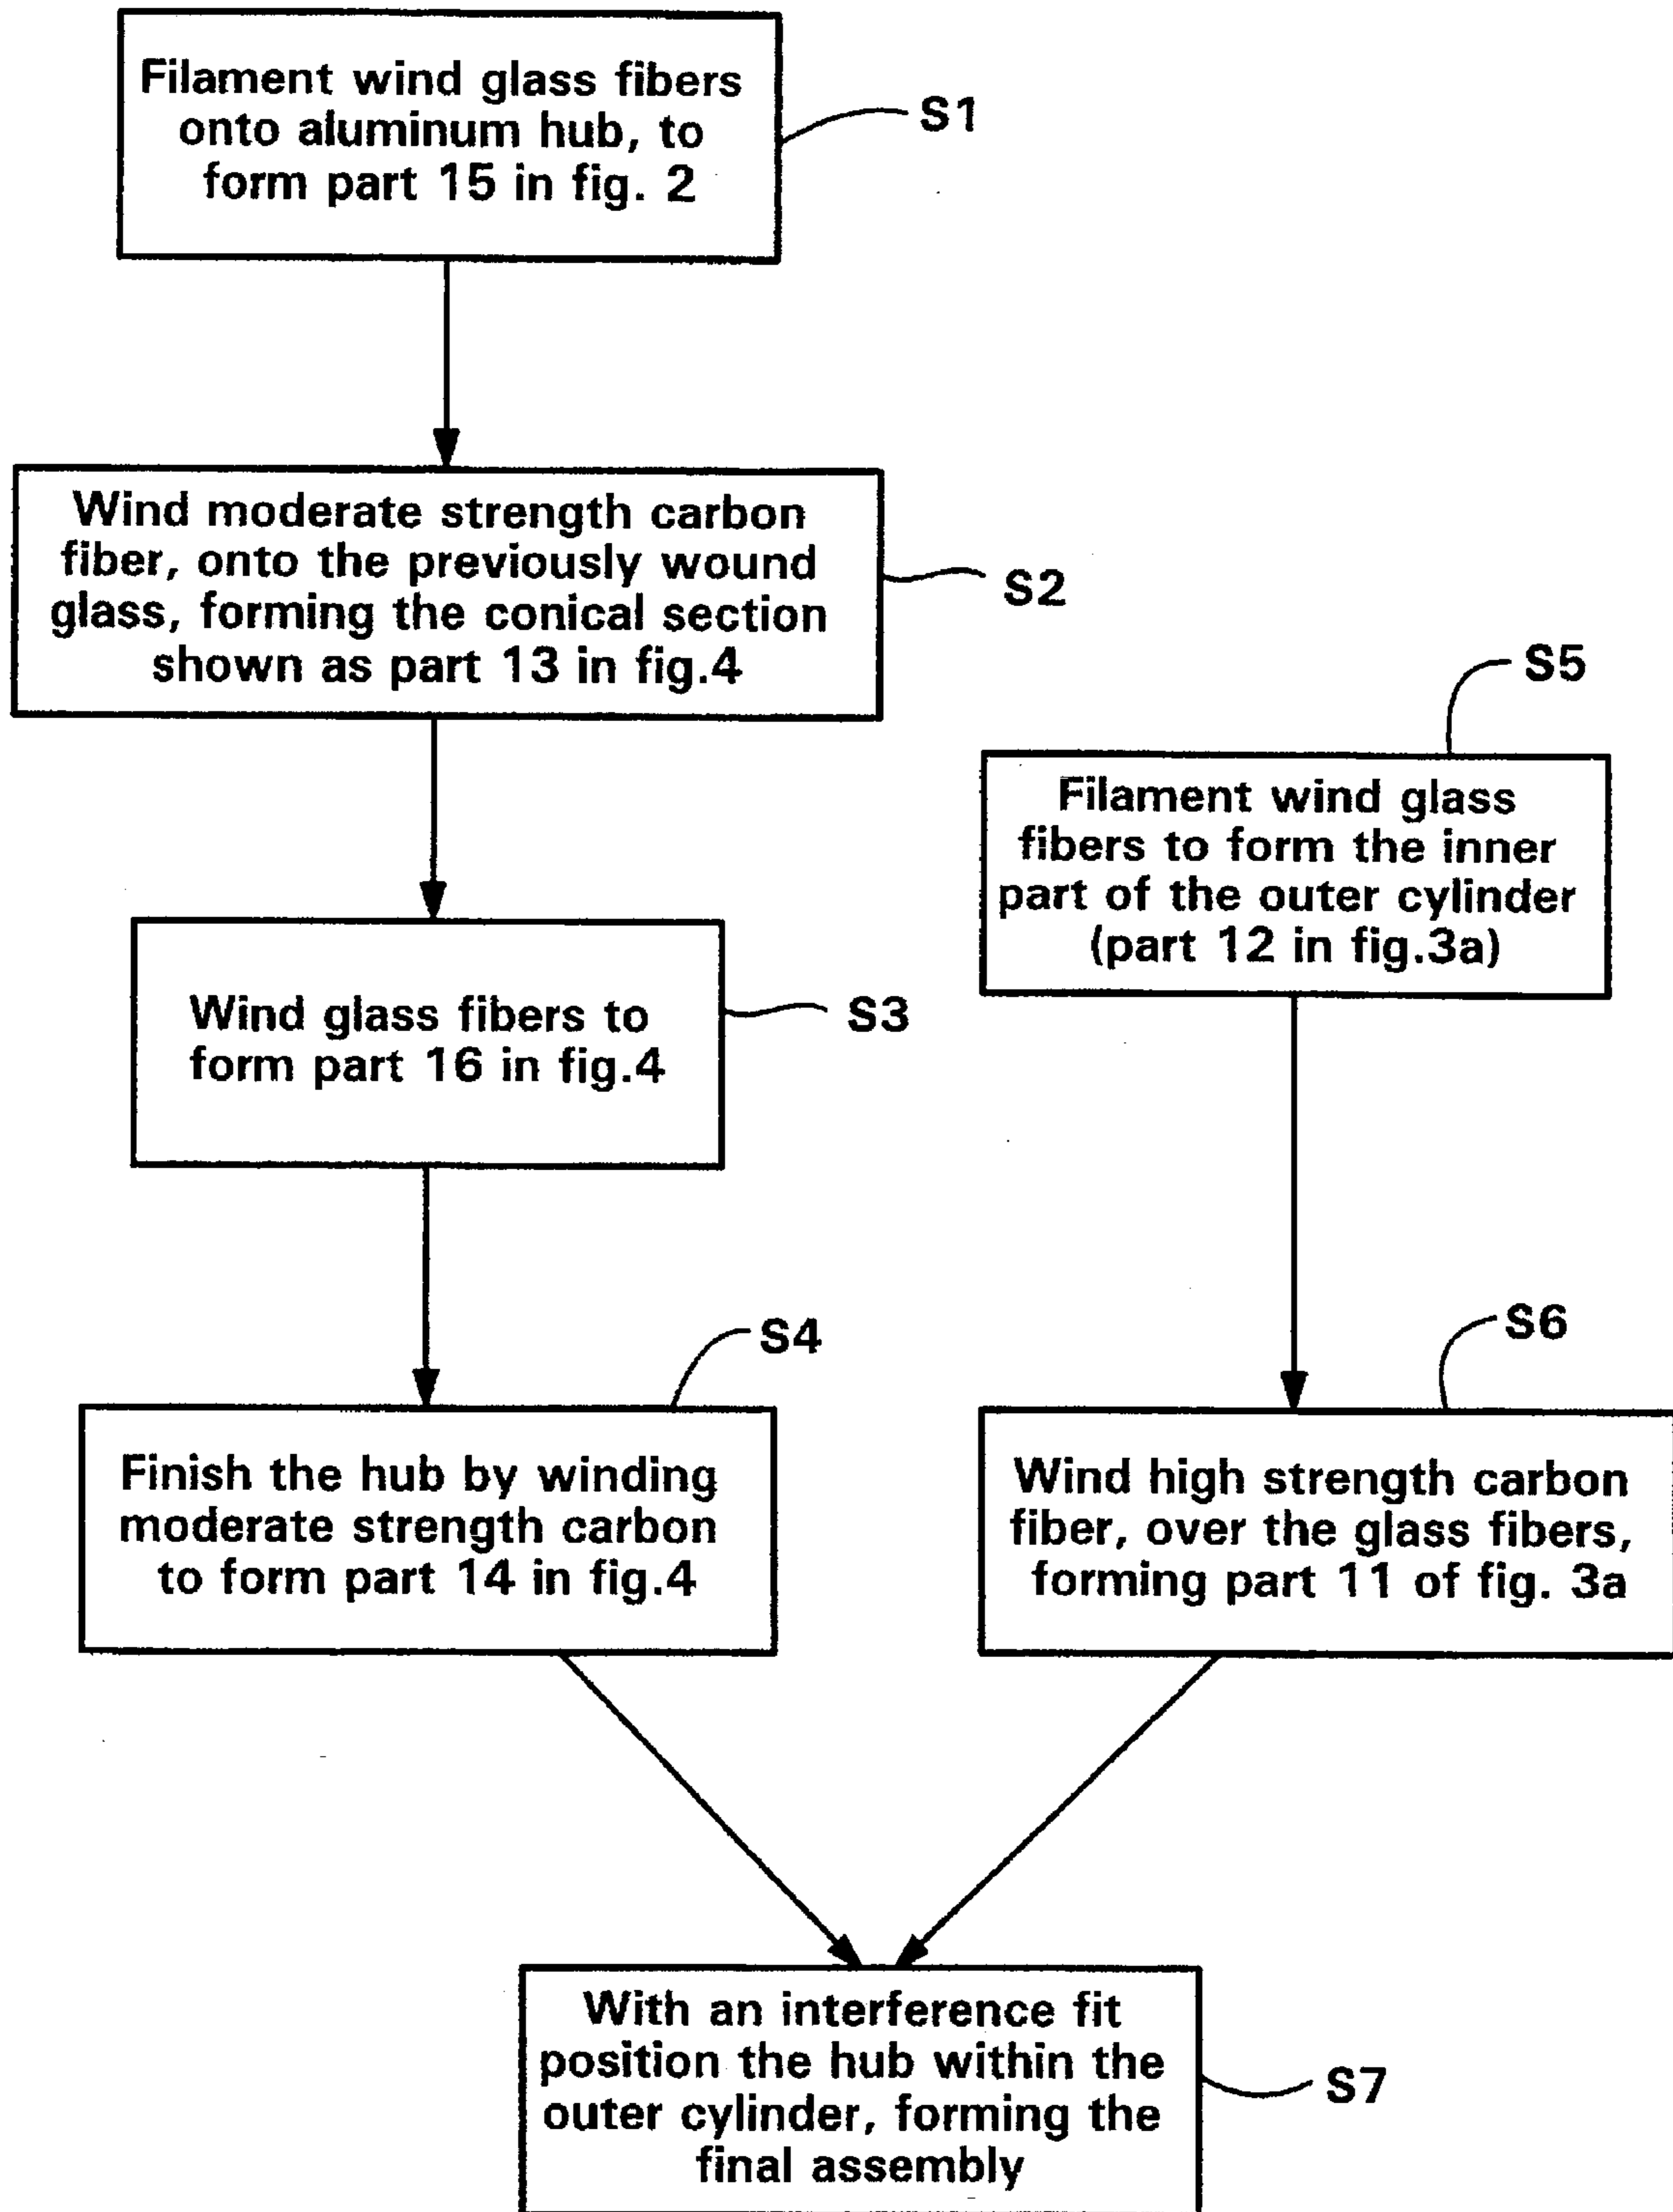 Filament wind glass fibers
onto aluminum hub, to
form part 15 in fig. 2
S1
Wind moderate strength carbon
fiber, onto the previously wound
glass, forming the conical section
shown as part 13 in fig.4
S2
Wind glass fibers to
form part 16 in fig.4
S3
Finish the hub by winding
moderate strength carbon
to form part 14 in fig.4
S4
Filament wind glass
fibers to form the inner
part of the outer cylinder
(part 12 in fig.3a)
S5
Wind high strength carbon
fiber, over the glass fibers,
forming part 11 of fig. 3a
S6
With an interference fit
position the hub within the
outer cylinder, forming the
final assembly
S7